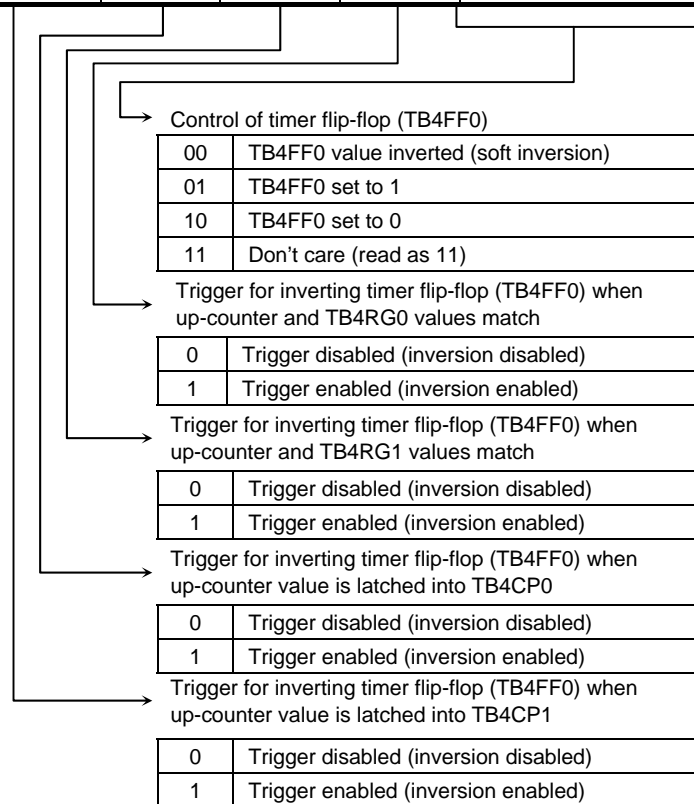 Control of timer flip-flop (TB4FF0)
00 TB4FF0 value inverted (soft inversion)
01 TB4FF0 set to 1
10 TB4FF0 set to 0
11 Don't care (read as 11)
Trigger for inverting timer flip-flop (TB4FF0) when
up-counter and TB4RG0 values match
0 Trigger disabled (inversion disabled)
1 Trigger enabled (inversion enabled)
Trigger for inverting timer flip-flop (TB4FF0) when
up-counter and TB4RG1 values match
0 Trigger disabled (inversion disabled)
1 Trigger enabled (inversion enabled)
Trigger for inverting timer flip-flop (TB4FF0) when
up-counter value is latched into TB4CP0
0 Trigger disabled (inversion disabled)
1 Trigger enabled (inversion enabled)
Trigger for inverting timer flip-flop (TB4FF0) when
up-counter value is latched into TB4CP1
0 Trigger disabled (inversion disabled)
1 Trigger enabled (inversion enabled)